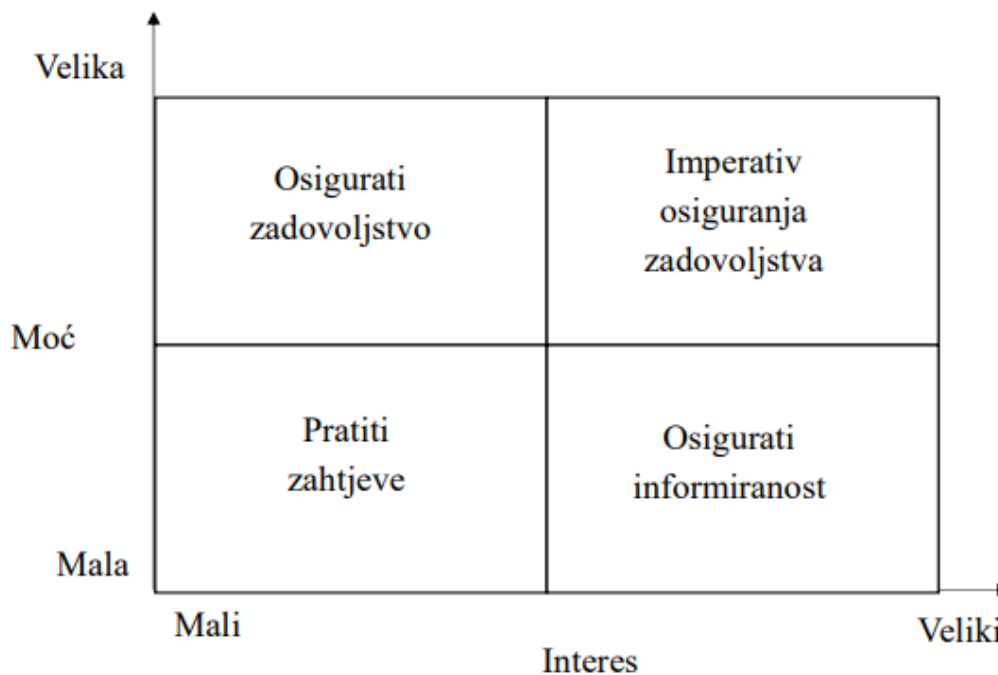 Velika
Osigurati
zadovoljstvo
Imperativ
osiguranja
zadovoljstva
Moć
Pratiti
zahtjeve
Osigurati
informiranost
Mala
Mali
Interes
Veliki